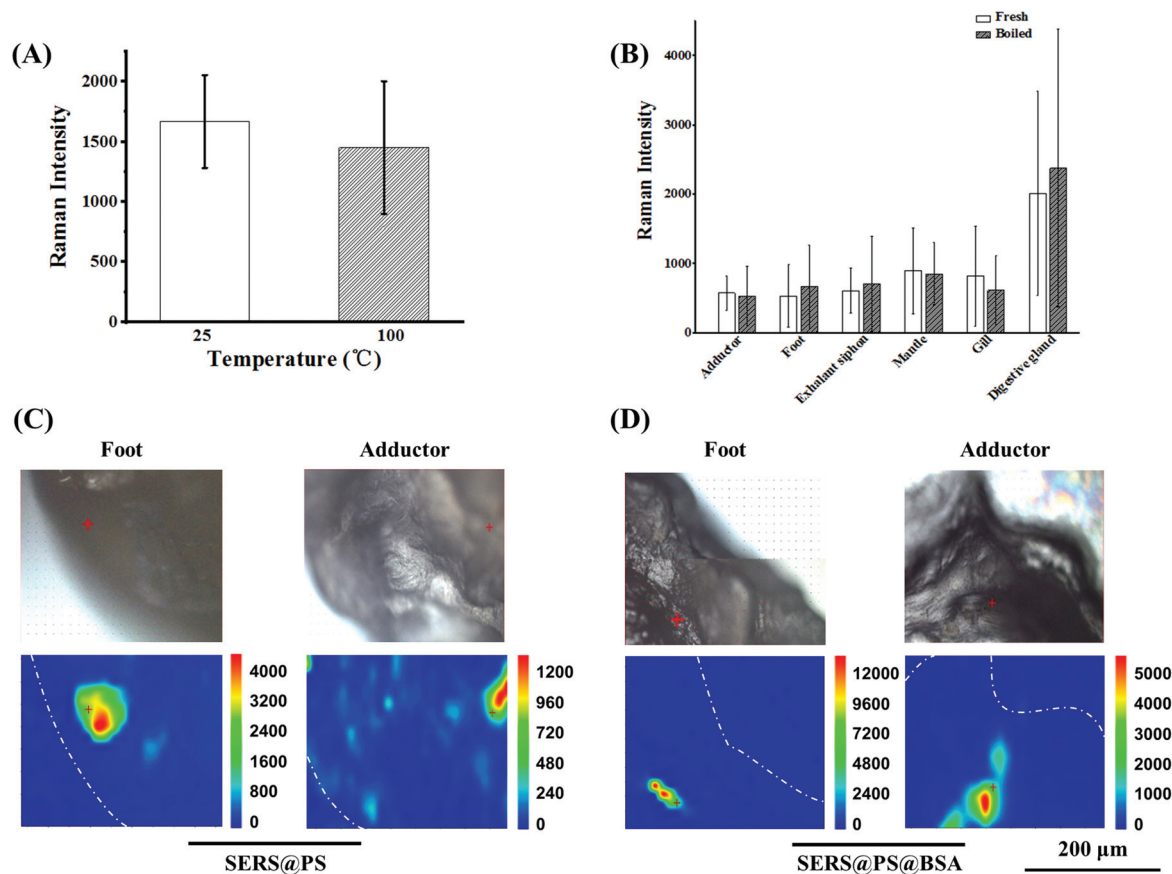 (A)
Raman Intensity
2000
1500
1000
500
0
25
100
Temperature (℃)
(B)
Fresh
Boiled
Raman Intensity
4000
3000
2000
1000
0
Adductor
Foot
Exhalant siphon
Mantle
Gill
Digestive gland
(C)
Foot
Adductor
4000
3200
2400
1600
800
0
1200
960
720
480
240
0
SERS@PS
(D)
Foot
Adductor
12000
9600
7200
4800
2400
0
5000
4000
3000
2000
1000
0
SERS@PS@BSA
200 μm